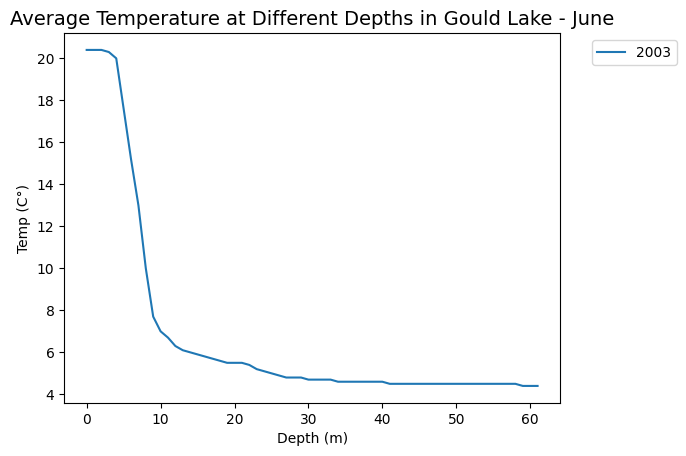 Average Temperature at Different Depths in Gould Lake - June
2003
20
18
16
14
12
10
8
6
4
Temp (C°)
0 10 20 30 40 50 60
Depth (m)